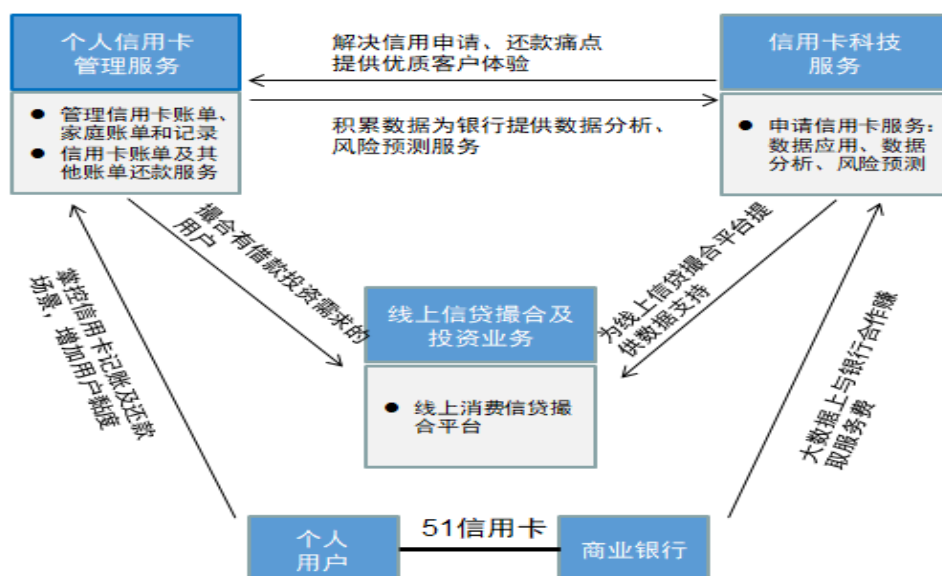 个人信用卡
管理服务
管理信用卡账单、
家庭账单和记录
信用卡账单及其
他账单还款服务
解决信用申请、还款痛点
提供优质客户体验
积累数据为银行提供数据分析、
风险预测服务
信用卡科技
服务
申请信用卡服务：
数据应用、数据
分析、风险预测
撮合有借款投资需求的
用户
为线上信贷撮合平台提
供数据支持
掌控信用卡记账及还款
场景，增加用户黏度
线上信贷撮合及
投资业务
线上消费信贷撮
合平台
大数据上与银行合作赚
取服务费
个人
用户
51信用卡
商业银行